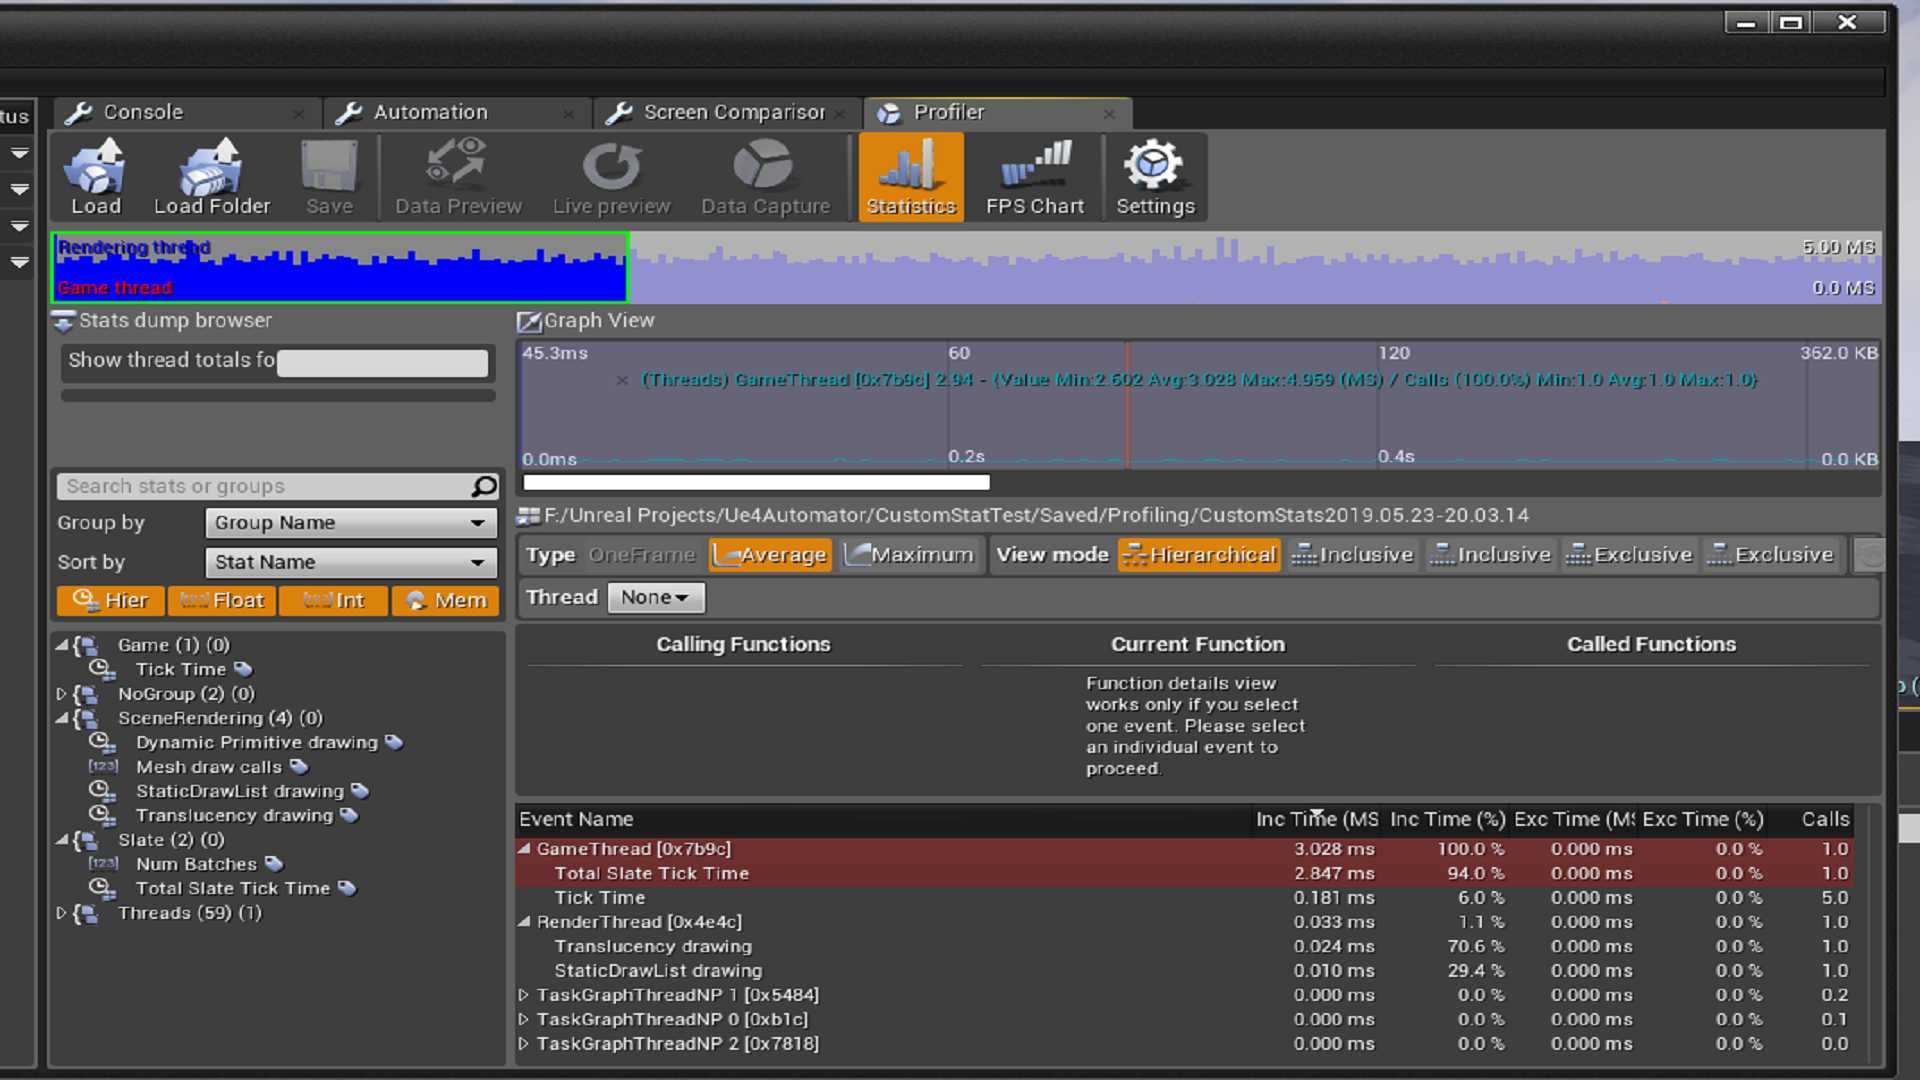 tus
Console
Automation
Screen Comparisor
Profiler
Load
Load Folder
Save
Data Preview
Live preview
Data Capture
Statistics
FPS Chart
Settings
Rendering thread
5.00 MS
Game thread
0.0 MS
Stats dump browser
Show thread totals fo
Graph View
45.3ms 60 120 362.0 KB
(Threads) GameThread [0x7b9c] 2.94 - {Value Min:2.602 Avg:3.028 Max:4.959 (MS) / Calls (100.0%) Min:1.0 Avg:1.0 Max:1.0}
0.0ms 0.2s 0.4s 0.0 KB
Search stats or groups
Group by Group Name
Sort by Stat Name
Hier Float Int Mem
F:/Unreal Projects/Ue4Automator/CustomStatTest/Saved/Profiling/CustomStats2019.05.23-20.03.14
Type OneFrame Average Maximum View mode Hierarchical Inclusive Inclusive Exclusive Exclusive
Thread None
Game (1) (0)
Tick Time
NoGroup (2) (0)
SceneRendering (4) (0)
Dynamic Primitive drawing
[123] Mesh draw calls
StaticDrawList drawing
Translucency drawing
Slate (2) (0)
[123] Num Batches
Total Slate Tick Time
Threads (59) (1)
Calling Functions
Current Function
Called Functions
Function details view
works only if you select
one event. Please select
an individual event to
proceed.
Event Name Inc Time (MS Inc Time (%) Exc Time (MS Exc Time (%) Calls
GameThread [0x7b9c] 3.028 ms 100.0 % 0.000 ms 0.0 % 1.0
Total Slate Tick Time 2.847 ms 94.0 % 0.000 ms 0.0 % 1.0
Tick Time 0.181 ms 6.0 % 0.000 ms 0.0 % 5.0
RenderThread [0x4e4c] 0.033 ms 1.1 % 0.000 ms 0.0 % 1.0
Translucency drawing 0.024 ms 70.6 % 0.000 ms 0.0 % 1.0
StaticDrawList drawing 0.010 ms 29.4 % 0.000 ms 0.0 % 1.0
TaskGraphThreadNP 1 [0x5484] 0.000 ms 0.0 % 0.000 ms 0.0 % 0.2
TaskGraphThreadNP 0 [0xb1c] 0.000 ms 0.0 % 0.000 ms 0.0 % 0.1
TaskGraphThreadNP 2 [0x7818] 0.000 ms 0.0 % 0.000 ms 0.0 % 0.0